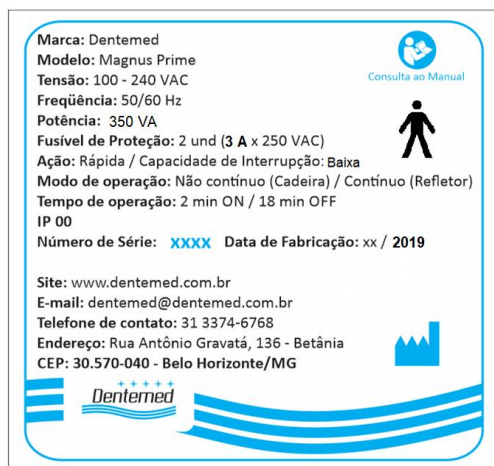 Marca: Dentemed
Modelo: Magnus Prime
Tensão: 100 - 240 VAC
Consulta ao Manual
Freqüência: 50/60 Hz
Potência: 350 VA
Fusível de Proteção: 2 und (3 A x 250 VAC)
Ação: Rápida / Capacidade de Interrupção: Baixa
Modo de operação: Não contínuo (Cadeira) / Contínuo (Refletor)
Tempo de operação: 2 min ON / 18 min OFF
IP 00
Número de Série: XXXX Data de Fabricação: xx / 2019
Site: www.dentemed.com.br
E-mail: dentemed@dentemed.com.br
Telefone de contato: 31 3374-6768
Endereço: Rua Antônio Gravatá, 136 - Betânia
CEP: 30.570-040 - Belo Horizonte/MG
Dentemed